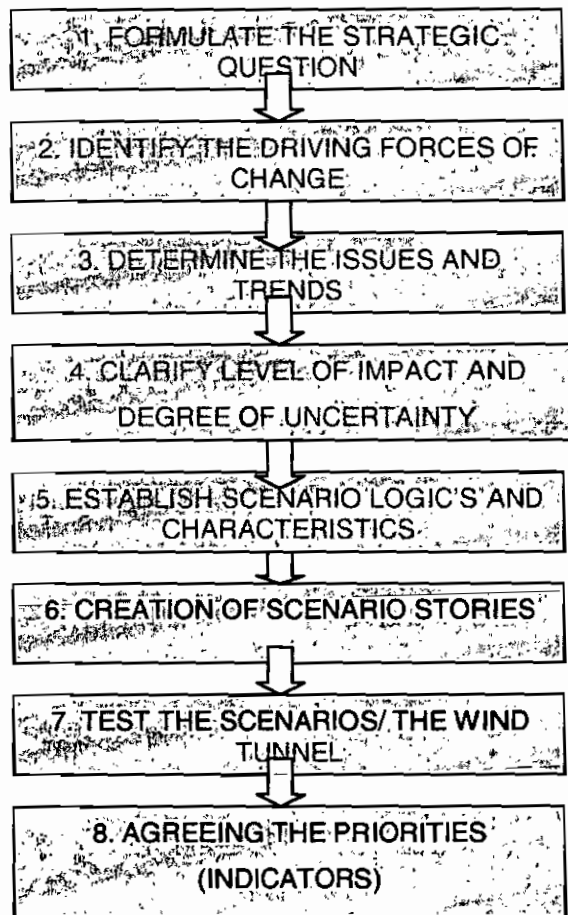 1. FORMULATE THE STRATEGIC
QUESTION
2. IDENTIFY THE DRIVING FORCES OF
CHANGE
3. DETERMINE THE ISSUES AND
TRENDS
4. CLARIFY LEVEL OF IMPACT AND
DEGREE OF UNCERTAINTY
5. ESTABLISH SCENARIO LOGIC'S AND
CHARACTERISTICS
6. CREATION OF SCENARIO STORIES
7. TEST THE SCENARIOS/ THE WIND
TUNNEL
8. AGREEING THE PRIORITIES
(INDICATORS)